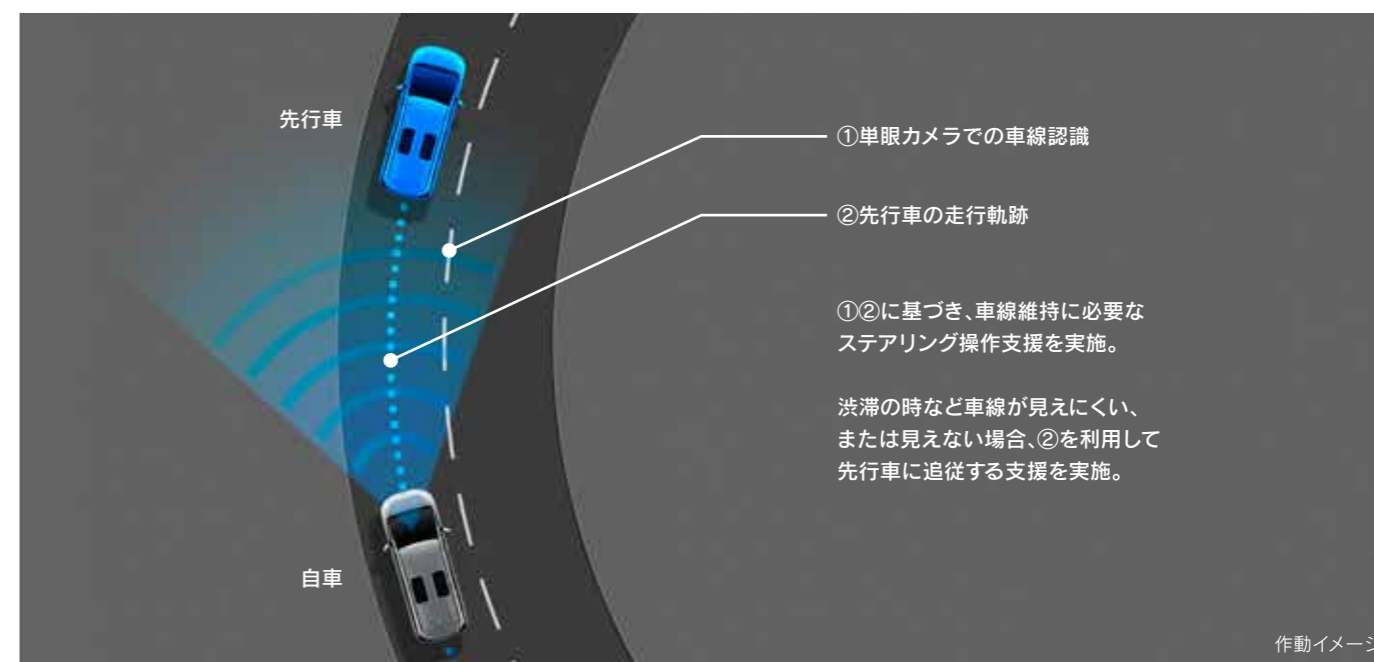 先行車
①単眼カメラでの車線認識
②先行車の走行軌跡
①②に基づき、車線維持に必要な
ステアリング操作支援を実施。
渋滞の時など車線が見えにくい、
または見えない場合、②を利用して
先行車に追従する支援を実施。
自車
作動イメージ